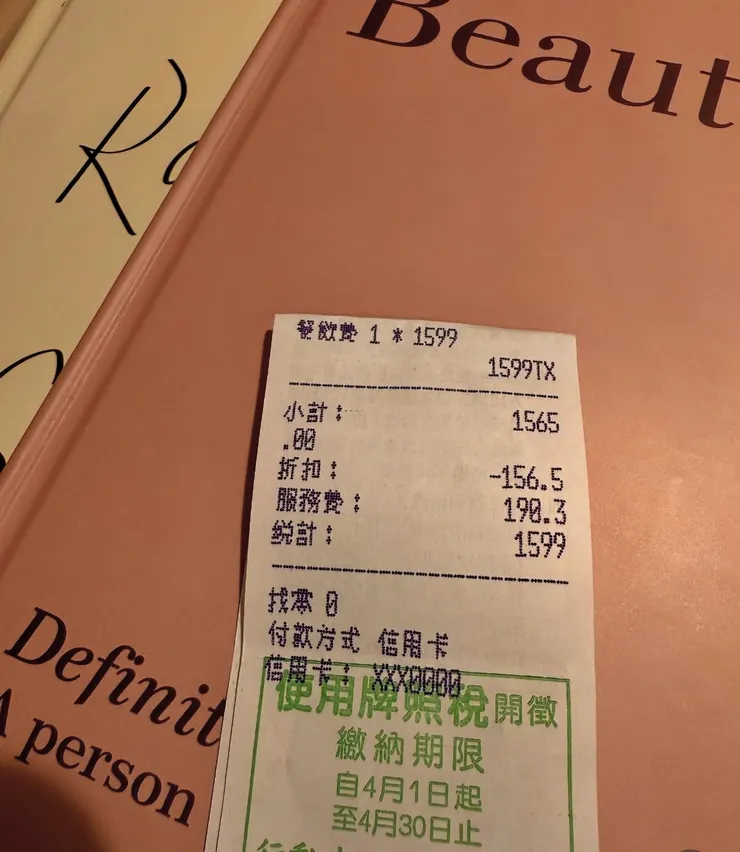 Beaut
R
餐飲費 1 * 1599
1599TX
小計： 1565
.00
折扣： -156.5
服務費： 190.3
總計： 1599
找零 0
付款方式 信用卡
信用卡： XXX0000
使用牌照稅開徵
繳納期限
自4月1日起
至4月30日止
Definit
A person